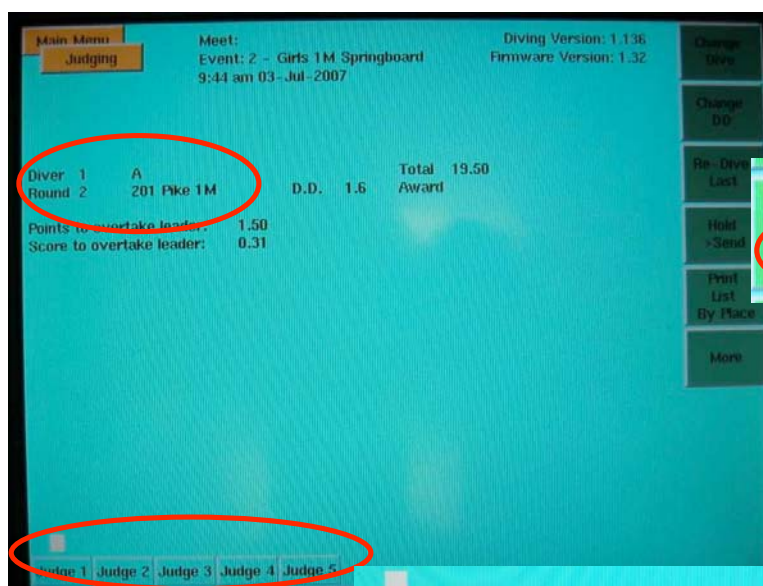 Main Menu
Judging
Meet:
Event: 2 - Girls 1M Springboard
9:44 am 03-Jul-2007
Diving Version: 1.136
Firmware Version: 1.32
Change
Dive
Change
DD
Re-Dive
Last
Hold
>Send
Print
List
By Place
More
Diver 1 A
Round 2 201 Pike 1M D.D. 1.6
Total 19.50
Award
Points to overtake leader: 1.50
Score to overtake leader: 0.31
Judge 1 Judge 2 Judge 3 Judge 4 Judge 5